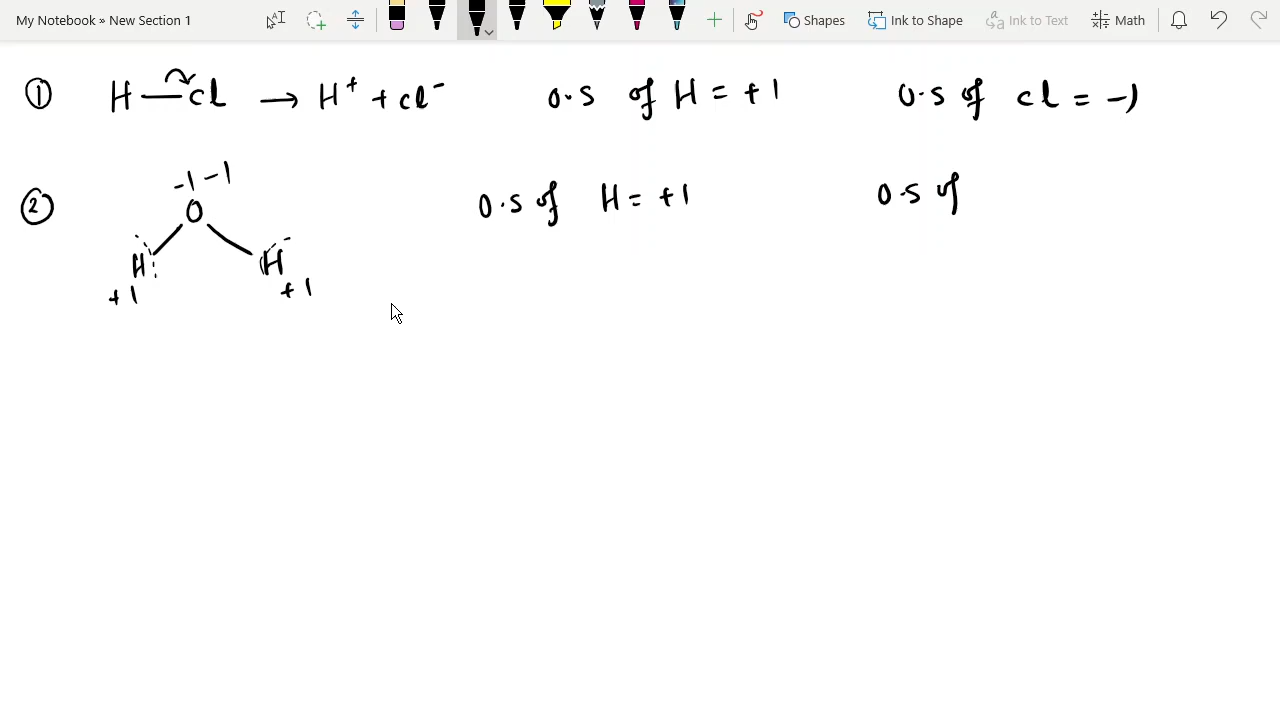 My Notebook » New Section 1 Shapes Ink to Shape Ink to Text Math
① H—Cl → H⁺ + Cl⁻ O.S of H = +1 O.S of Cl = -1
-1 -1
② O O.S of H = +1 O.S of
H H
+1 +1